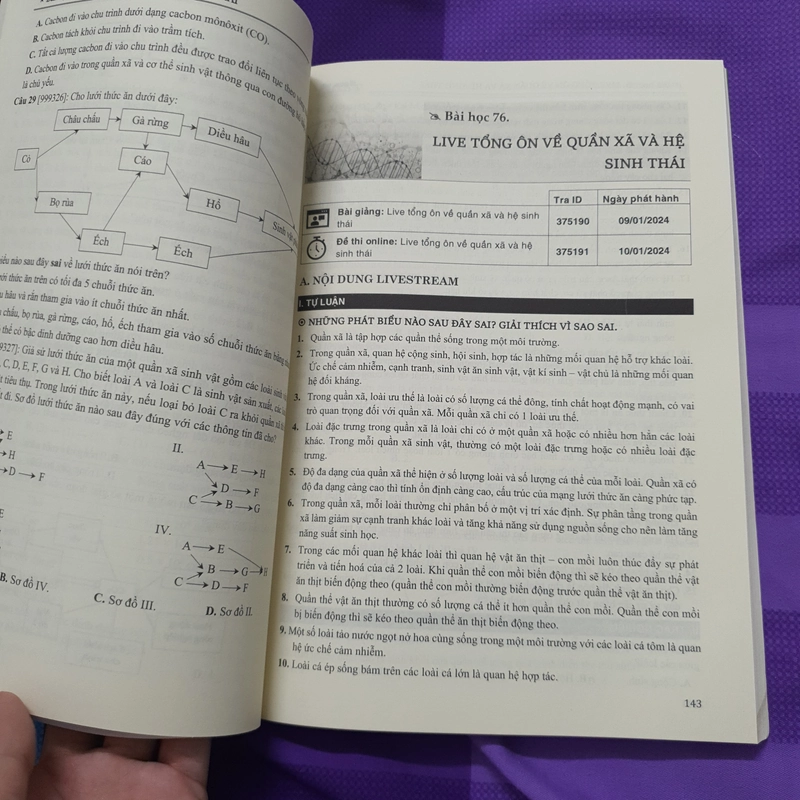 A. Cacbon đi vào chu trình dưới dạng cacbon mônôxit (CO).
B. Cacbon tách khỏi chu trình đi vào trầm tích.
C. Tất cả lượng cacbon đi vào chu trình đều được trao đổi liên tục theo
D. Cacbon đi vào trong quần xã và cơ thể sinh vật thông qua con đường
là chủ yếu.
Câu 29 [999326]: Cho lưới thức ăn dưới đây:
Châu chấu
Gà rừng
Diều hâu
Cỏ
Cáo
Bọ rùa
Hổ
Sinh vật
Ếch
Ếch
nào sau đây sai về lưới thức ăn nói trên?
thức ăn trên có tối đa 5 chuỗi thức ăn.
hâu và rắn tham gia vào ít chuỗi thức ăn nhất.
chấu, bọ rùa, gà rừng, cáo, hổ, ếch tham gia vào số chuỗi thức ăn bằng
thể có bậc dinh dưỡng cao hơn diều hâu.
Giả sử lưới thức ăn của một quần xã sinh vật gồm các loài sinh
C, D, E, F, G và H. Cho biết loài A và loài C là sinh vật sản xuất, các
tiêu thụ. Trong lưới thức ăn này, nếu loại bỏ loài C ra khỏi quần xã
đi. Sơ đồ lưới thức ăn nào sau đây đúng với các thông tin đã cho?
E
H
D → F
II.
A → E → H
D → F
C → B → G
E
IV.
A → E
B → G → H
C → D → F
B. Sơ đồ IV.
C. Sơ đồ III.
D. Sơ đồ II.
Bài học 76.
LIVE TỔNG ÔN VỀ QUẦN XÃ VÀ HỆ
SINH THÁI
Tra ID
Ngày phát hành
Bài giảng: Live tổng ôn về quần xã và hệ sinh
thái
375190
09/01/2024
Đề thi online: Live tổng ôn về quần xã và hệ
sinh thái
375191
10/01/2024
A. NỘI DUNG LIVESTREAM
I. TỰ LUẬN
NHỮNG PHÁT BIỂU NÀO SAU ĐÂY SAI? GIẢI THÍCH VÌ SAO SAI.
1. Quần xã là tập hợp các quần thể sống trong một môi trường.
2. Trong quần xã, quan hệ cộng sinh, hội sinh, hợp tác là những mối quan hệ hỗ trợ khác loài.
Ức chế cảm nhiễm, cạnh tranh, sinh vật ăn sinh vật, vật kí sinh – vật chủ là những mối quan
hệ đối kháng.
3. Trong quần xã, loài ưu thế là loài có số lượng cá thể đông, tính chất hoạt động mạnh, có vai
trò quan trọng đối với quần xã. Mỗi quần xã chỉ có 1 loài ưu thế.
4. Loài đặc trưng trong quần xã là loài chỉ có ở một quần xã hoặc có nhiều hơn hẳn các loài
khác. Trong mỗi quần xã sinh vật, thường có một loài đặc trưng hoặc có nhiều loài đặc
trưng.
5. Độ đa dạng của quần xã thể hiện ở số lượng loài và số lượng cá thể của mỗi loài. Quần xã có
độ đa dạng càng cao thì tính ổn định càng cao, cấu trúc của mạng lưới thức ăn càng phức tạp.
6. Trong quần xã, mỗi loài thường chỉ phân bố ở một vị trí xác định. Sự phân tầng trong quần
xã làm giảm sự cạnh tranh khác loài và tăng khả năng sử dụng nguồn sống cho nên làm tăng
năng suất sinh học.
7. Trong các mối quan hệ khác loài thì quan hệ vật ăn thịt – con mồi luôn thúc đẩy sự phát
triển và tiến hoá của cả 2 loài. Khi quần thể con mồi biến động thì sẽ kéo theo quần thể vật
ăn thịt biến động theo (quần thể con mồi thường biến động trước quần thể vật ăn thịt).
8. Quần thể vật ăn thịt thường có số lượng cá thể ít hơn quần thể con mồi. Quần thể con mồi
bị biến động thì sẽ kéo theo quần thể ăn thịt biến động theo.
9. Một số loài tảo nước ngọt nở hoa cùng sống trong một môi trường với các loài cá tôm là quan
hệ ức chế cảm nhiễm.
10. Loài cá ép sống bám trên các loài cá lớn là quan hệ hợp tác.
143